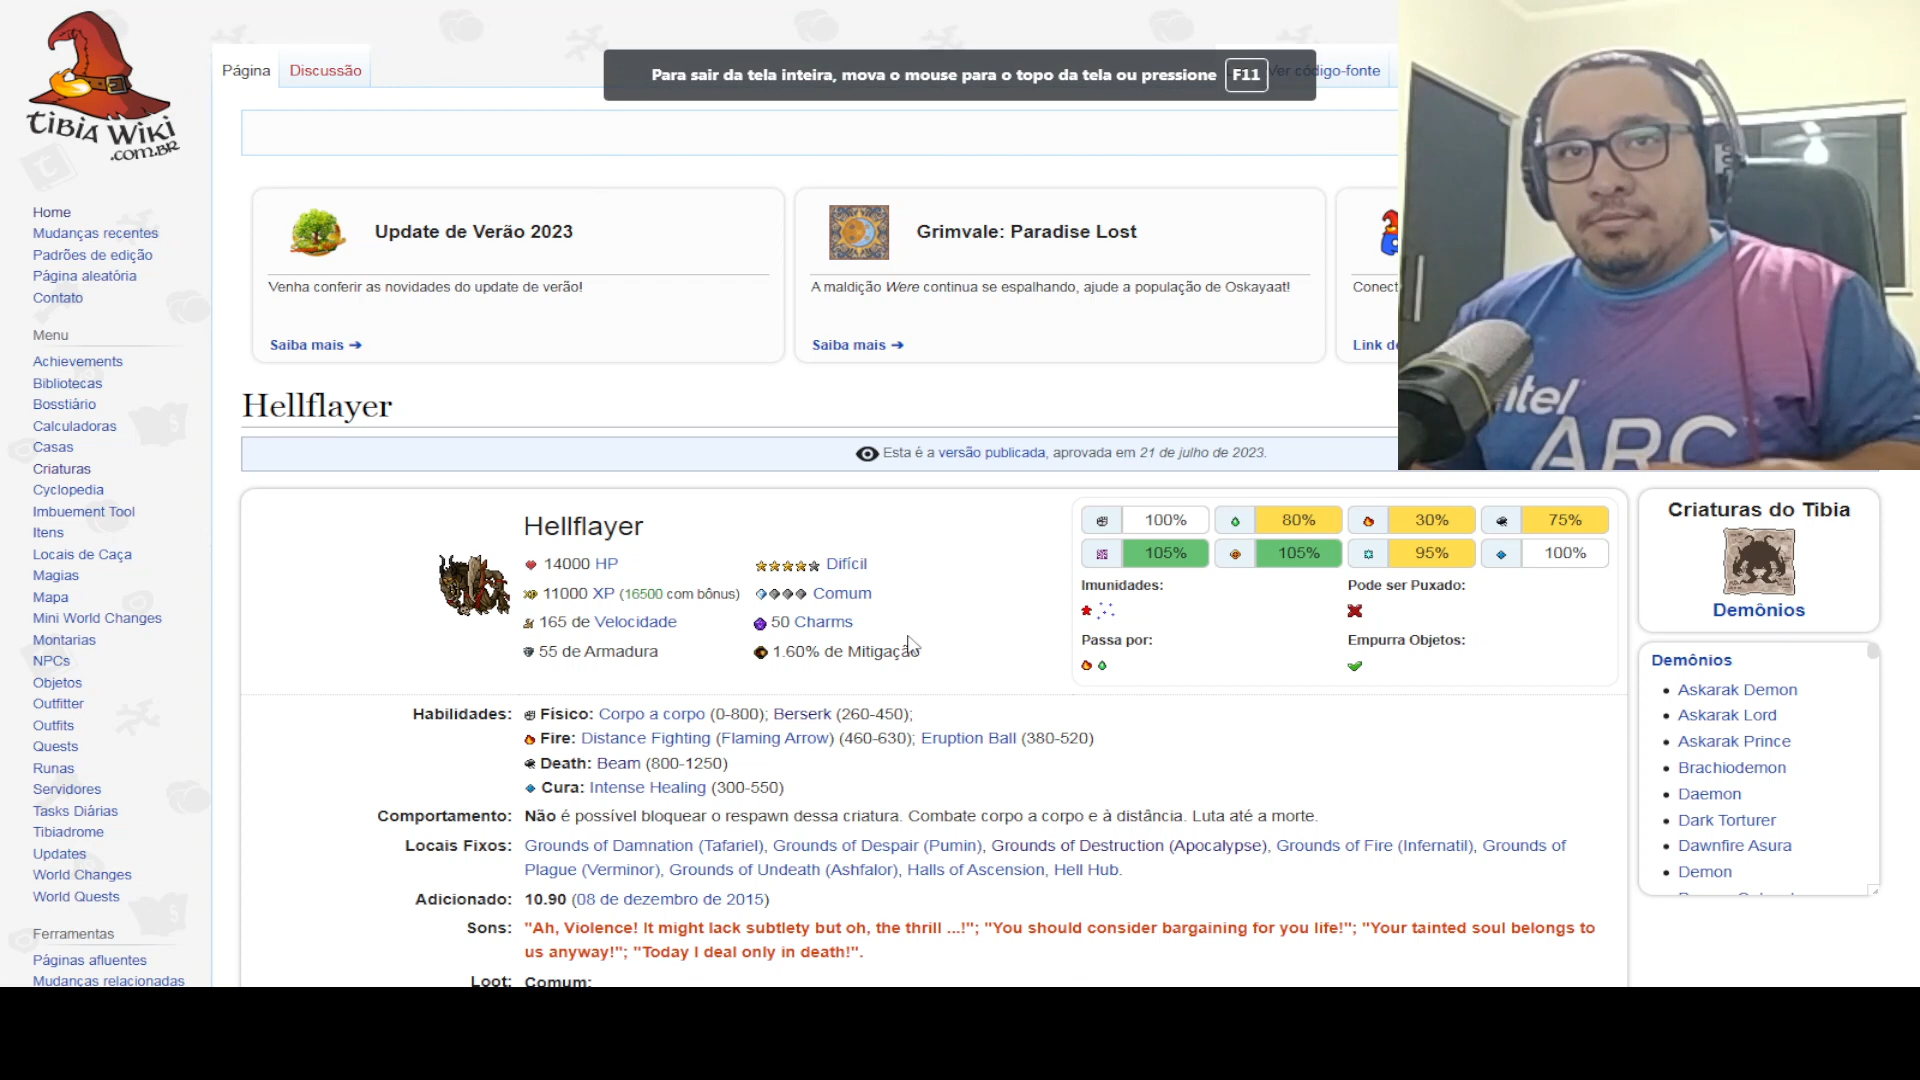 Página
Discussão
Para sair da tela inteira, mova o mouse para o topo da tela ou pressione F11
Ver código-fonte
TibiA Wiki
.com.BR
Update de Verão 2023
Venha conferir as novidades do update de verão!
Saiba mais ➔
Grimvale: Paradise Lost
A maldição Were continua se espalhando, ajude a população de Oskayaat!
Saiba mais ➔
Conect
Link de
intel
ARC
Home
Mudanças recentes
Padrões de edição
Página aleatória
Contato
Menu
Achievements
Bibliotecas
Bosstiário
Calculadoras
Casas
Criaturas
Cyclopedia
Imbuement Tool
Itens
Locais de Caça
Magias
Mapa
Mini World Changes
Montarias
NPCs
Objetos
Outfitter
Outfits
Quests
Runas
Servidores
Tasks Diárias
Tibiadrome
Updates
World Changes
World Quests
Ferramentas
Páginas afluentes
Mudanças relacionadas
Hellflayer
Esta é a versão publicada, aprovada em 21 de julho de 2023.
Hellflayer
14000 HP
Difícil
11000 XP (16500 com bônus)
Comum
165 de Velocidade
50 Charms
55 de Armadura
1.60% de Mitigação
100% 80% 30% 75%
105% 105% 95% 100%
Imunidades:
Pode ser Puxado:
Passa por:
Empurra Objetos:
Habilidades: Físico: Corpo a corpo (0-800); Berserk (260-450);
Fire: Distance Fighting (Flaming Arrow) (460-630); Eruption Ball (380-520)
Death: Beam (800-1250)
Cura: Intense Healing (300-550)
Comportamento: Não é possível bloquear o respawn dessa criatura. Combate corpo a corpo e à distância. Luta até a morte.
Locais Fixos: Grounds of Damnation (Tafariel), Grounds of Despair (Pumin), Grounds of Destruction (Apocalypse), Grounds of Fire (Infernatil), Grounds of
Plague (Verminor), Grounds of Undeath (Ashfalor), Halls of Ascension, Hell Hub.
Adicionado: 10.90 (08 de dezembro de 2015)
Sons: "Ah, Violence! It might lack subtlety but oh, the thrill ...!"; "You should consider bargaining for you life!"; "Your tainted soul belongs to
us anyway!"; "Today I deal only in death!".
Loot: Comum:
Criaturas do Tibia
Demônios
Demônios
Askarak Demon
Askarak Lord
Askarak Prince
Brachiodemon
Daemon
Dark Torturer
Dawnfire Asura
Demon